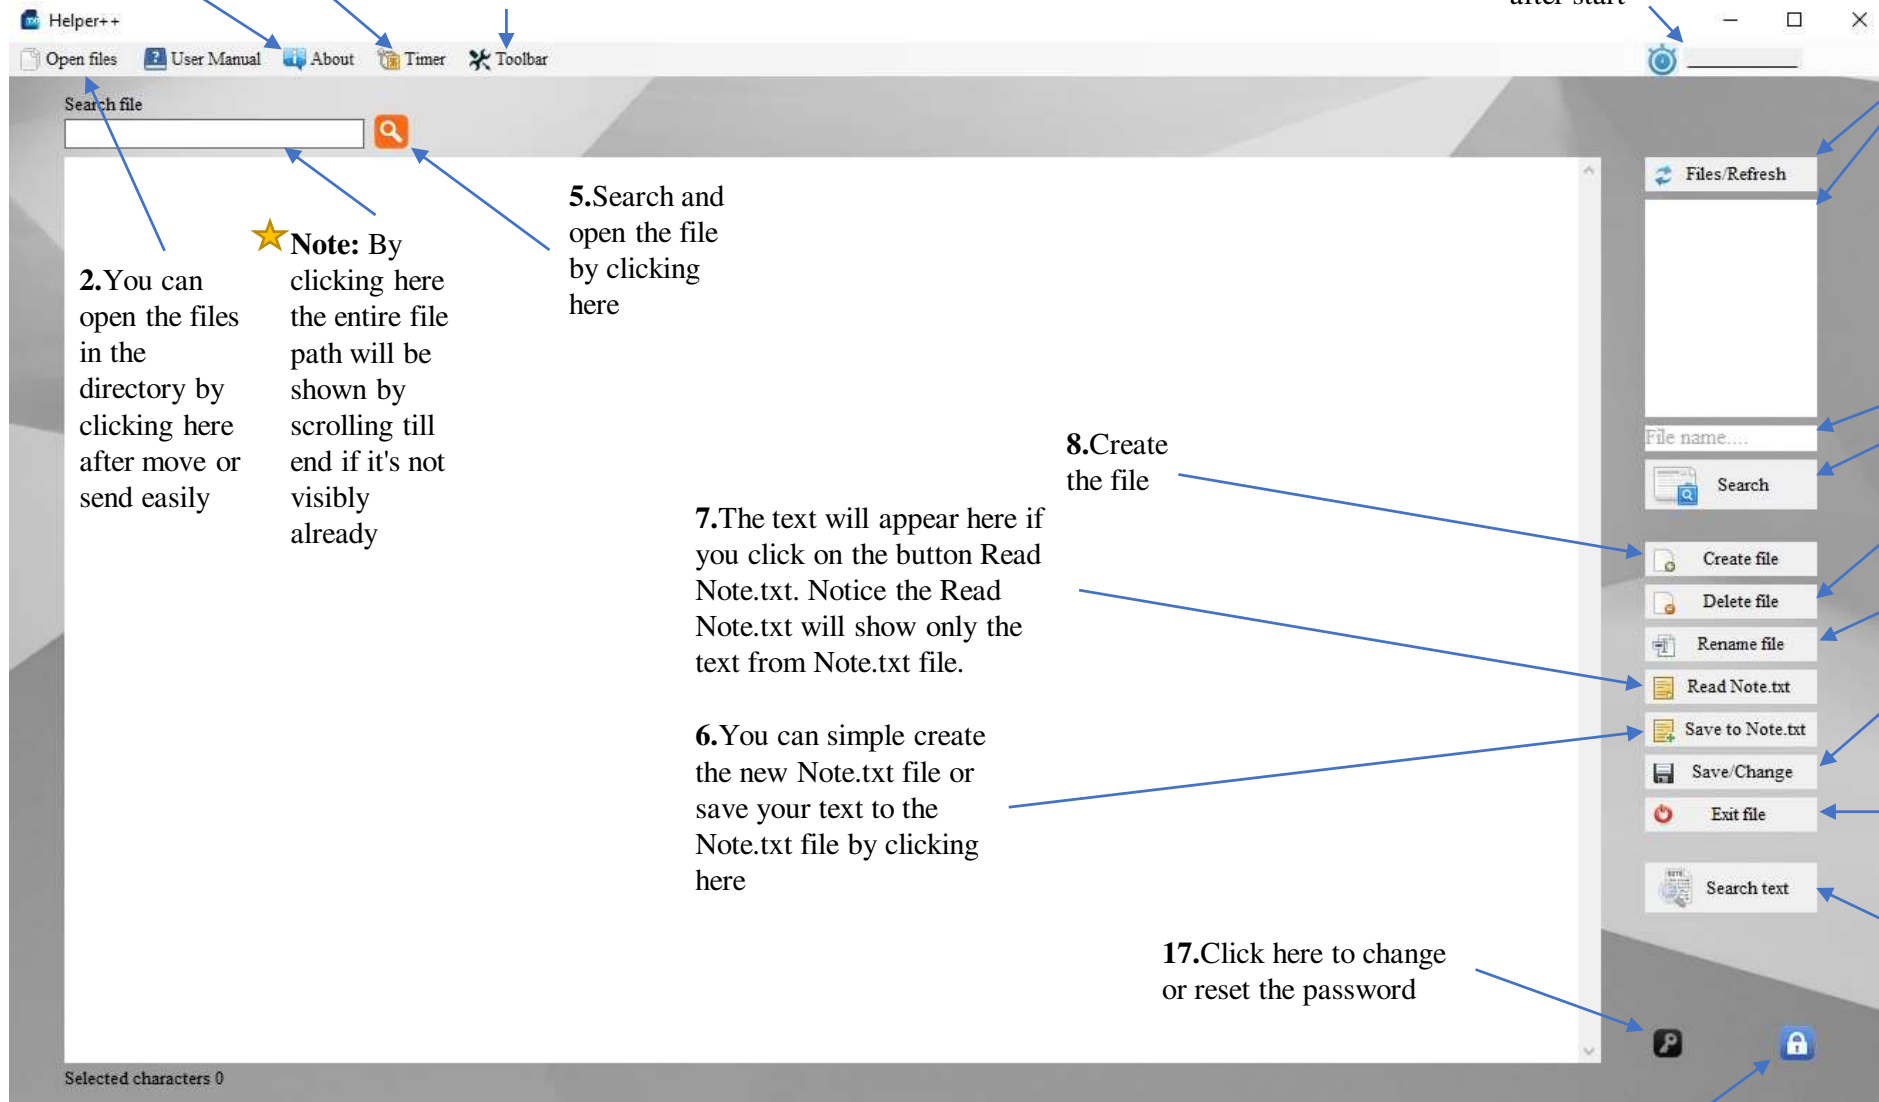 after start
Helper++
Open files
User Manual
About
Timer
Toolbar
Search file
Files/Refresh
5.Search and
open the file
by clicking
here
Note: By
clicking here
the entire file
path will be
shown by
scrolling till
end if it's not
visibly
already
2.You can
open the files
in the
directory by
clicking here
after move or
send easily
File name....
Search
8.Create
the file
7.The text will appear here if
you click on the button Read
Note.txt. Notice the Read
Note.txt will show only the
text from Note.txt file.
Create file
Delete file
Rename file
Read Note.txt
Save to Note.txt
Save/Change
Exit file
6.You can simple create
the new Note.txt file or
save your text to the
Note.txt file by clicking
here
Search text
17.Click here to change
or reset the password
Selected characters 0